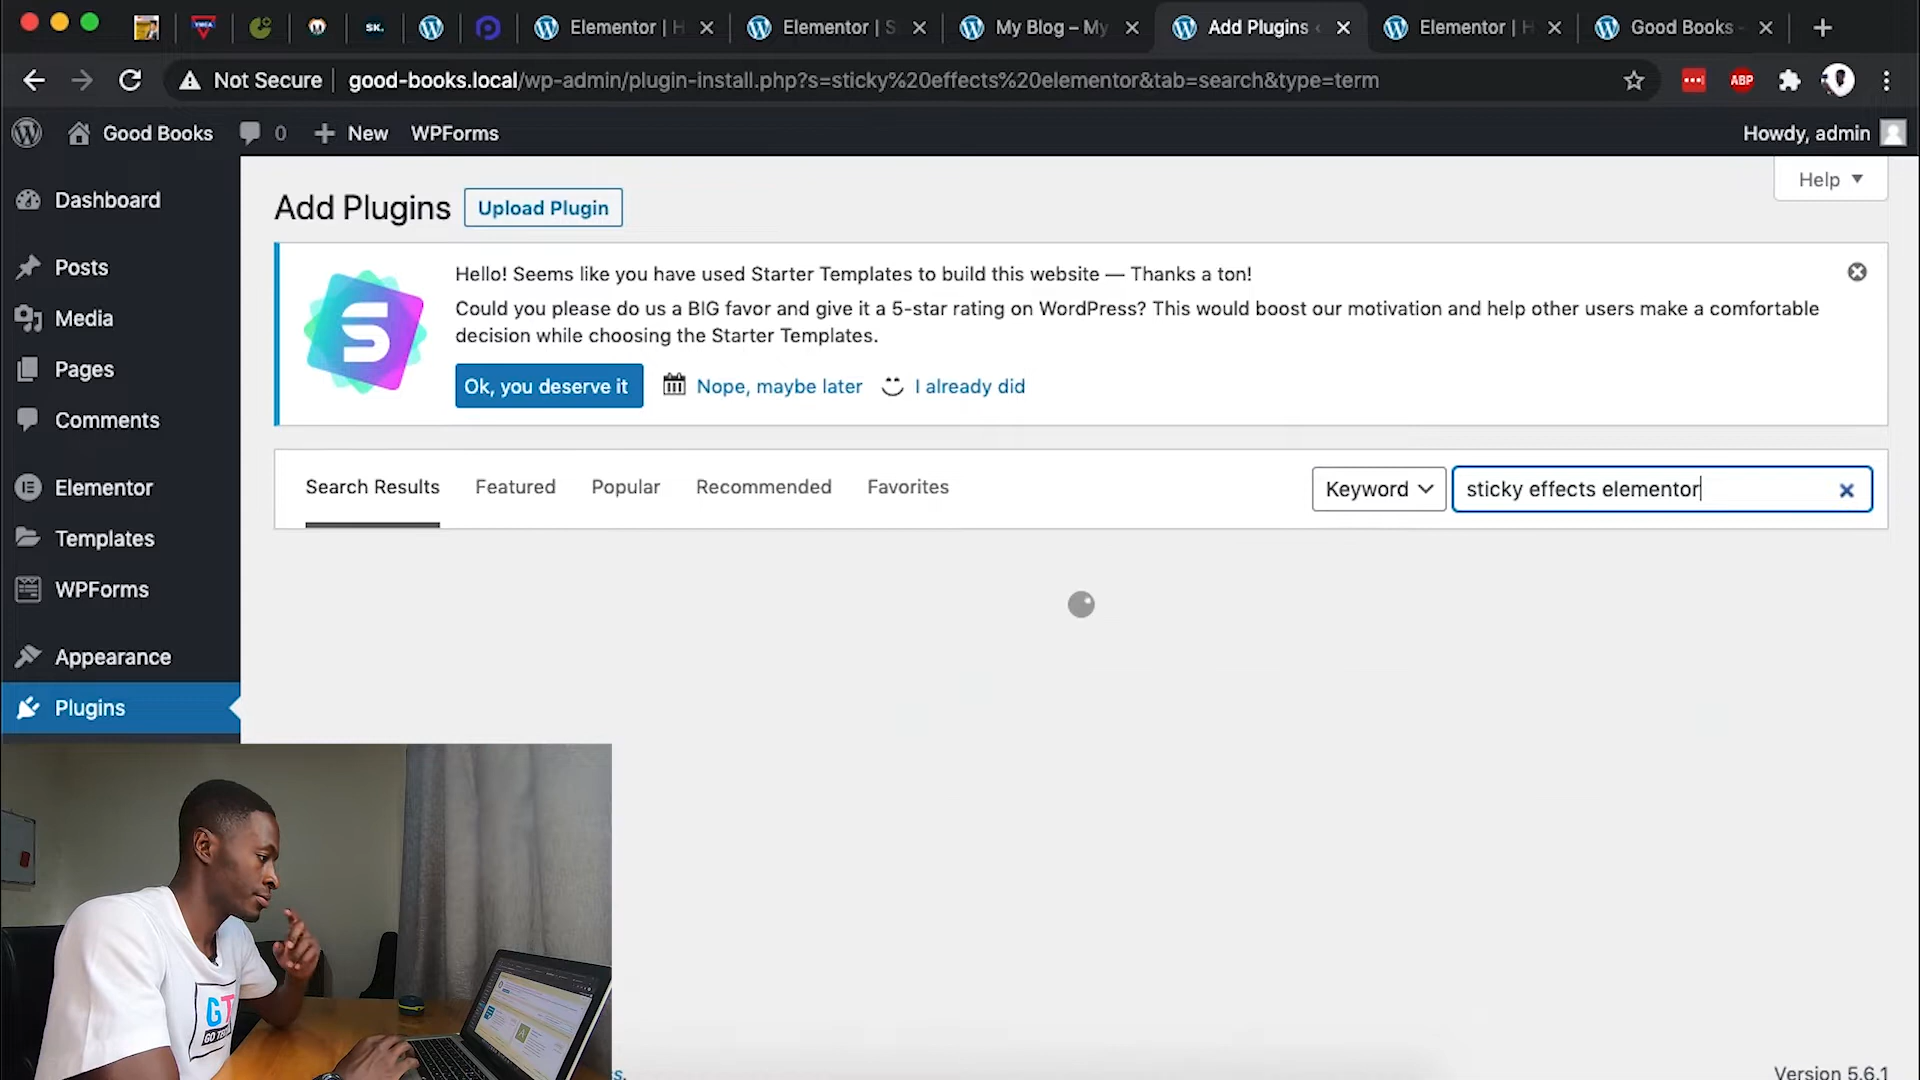 SK.
Elementor | H
Elementor | S
My Blog – My
Add Plugins
Elementor | H
Good Books
Not Secure
good-books.local/wp-admin/plugin-install.php?s=sticky%20effects%20elementor&tab=search&type=term
ABP
Good Books
0
New
WPForms
Howdy, admin
Help
Dashboard
Posts
Media
Pages
Comments
Elementor
Templates
WPForms
Appearance
Plugins
Add Plugins
Upload Plugin
Hello! Seems like you have used Starter Templates to build this website — Thanks a ton!
Could you please do us a BIG favor and give it a 5-star rating on WordPress? This would boost our motivation and help other users make a comfortable
decision while choosing the Starter Templates.
Ok, you deserve it
Nope, maybe later
I already did
Search Results
Featured
Popular
Recommended
Favorites
Keyword
sticky effects elementor
GT
s.
Version 5.6.1